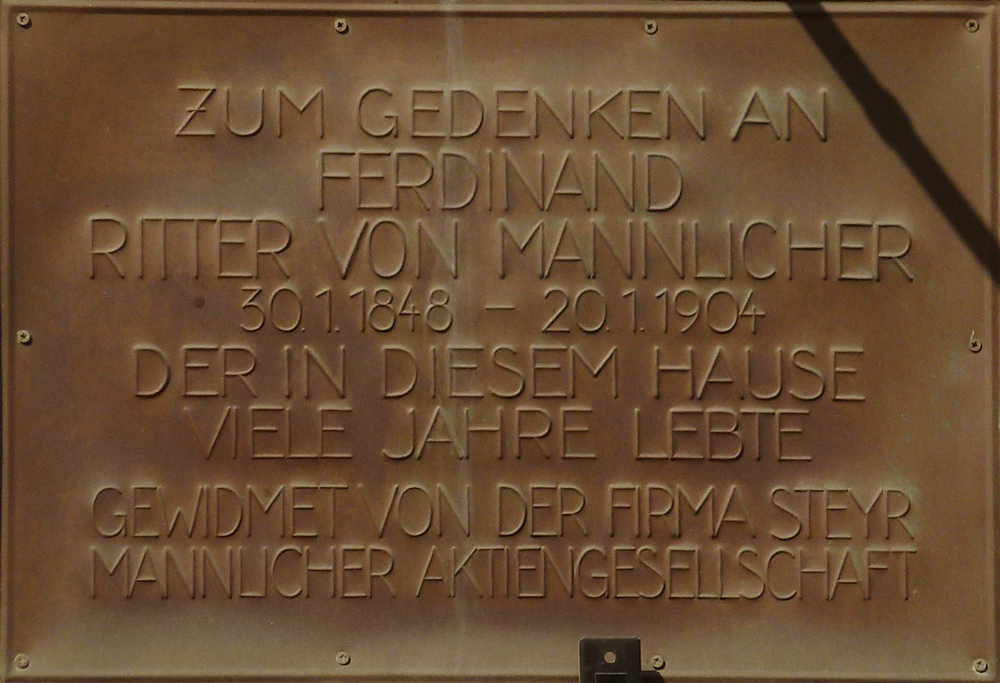 ZUM GEDENKEN AN
FERDINAND
RITTER VON MANNLICHER
30.1.1848 – 20.1.1904
DER IN DIESEM HAUSE
VIELE JAHRE LEBTE
GEWIDMET VON DER FIRMA STEYR
MANNLICHER AKTIENGESELLSCHAFT